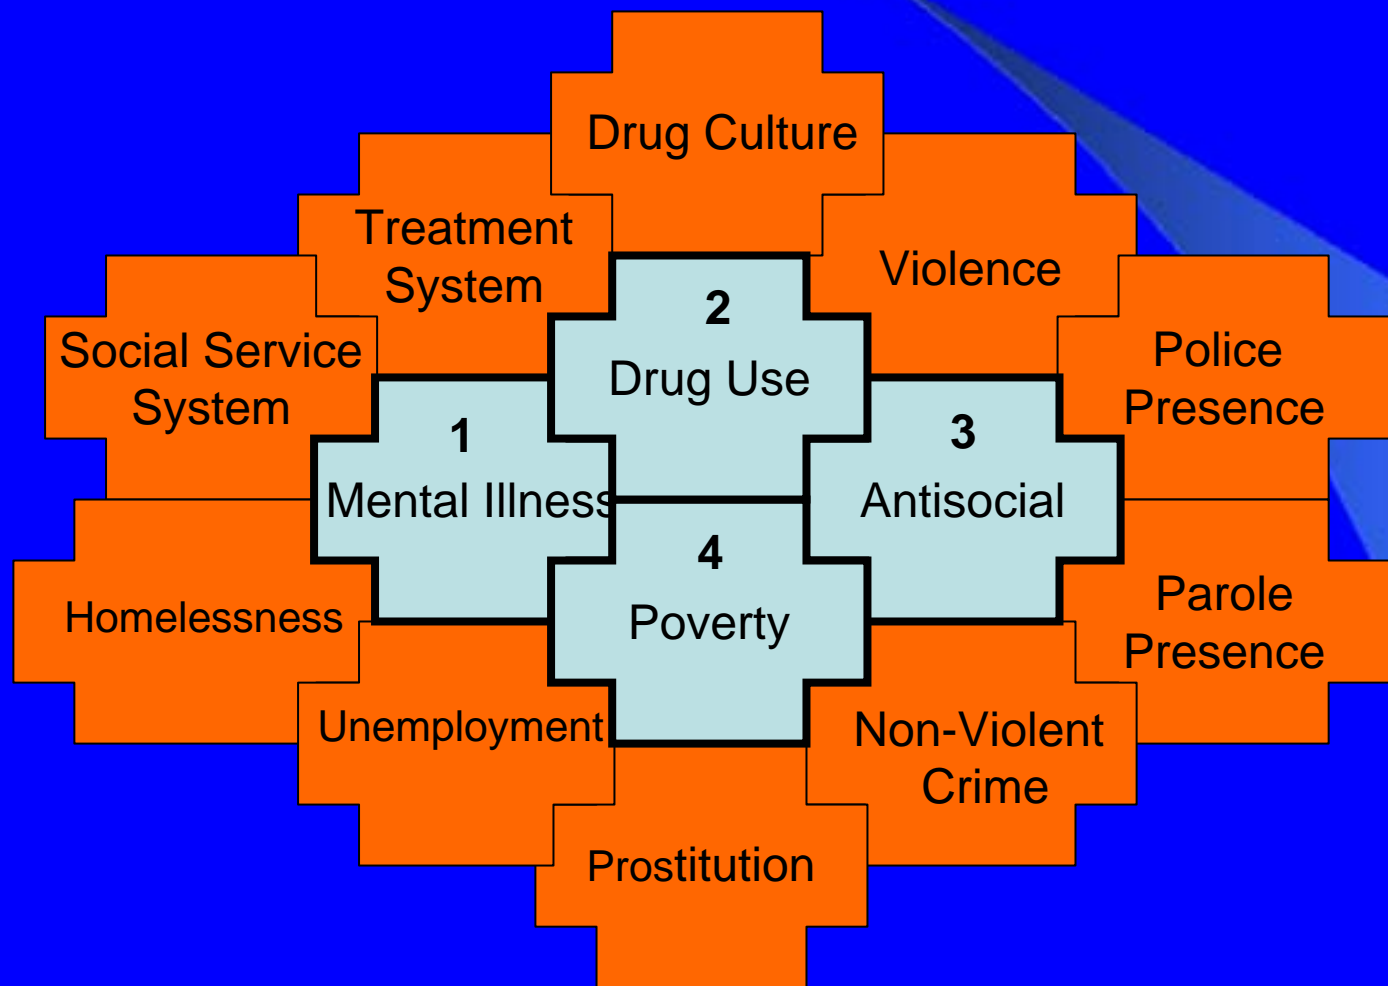 Drug Culture
Treatment
System
Violence
Social Service
System
2
Drug Use
Police
Presence
1
Mental Illness
3
Antisocial
4
Poverty
Homelessness
Parole
Presence
Unemployment
Non-Violent
Crime
Prostitution